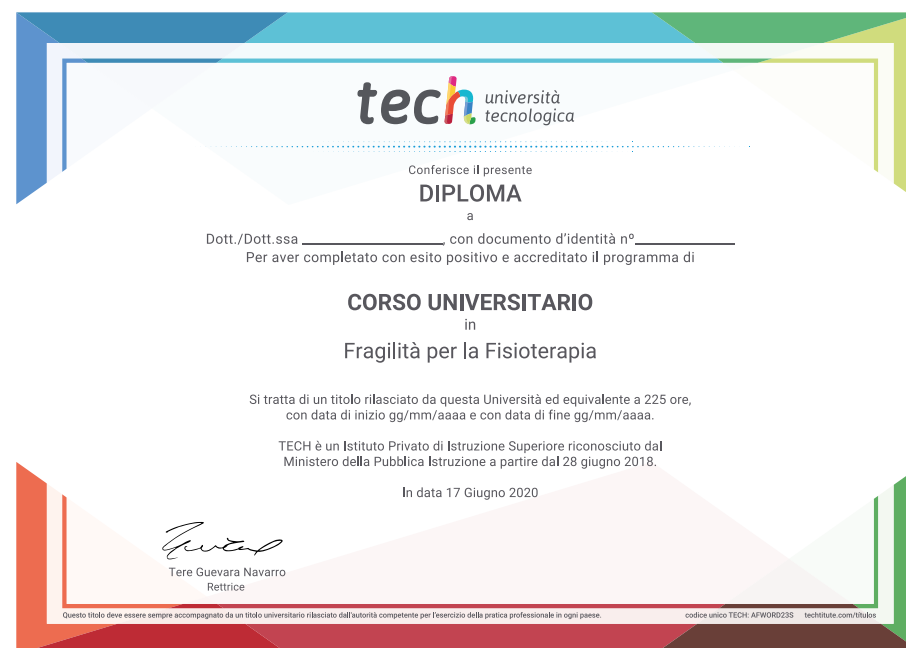 tech università
tecnologica
Conferisce il presente
DIPLOMA
a
Dott./Dott.ssa ____________________, con documento d'identità nº______________
Per aver completato con esito positivo e accreditato il programma di
CORSO UNIVERSITARIO
in
Fragilità per la Fisioterapia
Si tratta di un titolo rilasciato da questa Università ed equivalente a 225 ore,
con data di inizio gg/mm/aaaa e con data di fine gg/mm/aaaa.
TECH è un Istituto Privato di Istruzione Superiore riconosciuto dal
Ministero della Pubblica Istruzione a partire dal 28 giugno 2018.
In data 17 Giugno 2020
Tere Guevara Navarro
Rettrice
Questo titolo deve essere sempre accompagnato da un titolo universitario rilasciato dall'autorità competente per l'esercizio della pratica professionale in ogni paese. codice unico TECH: AFWORD23S techtitute.com/títulos